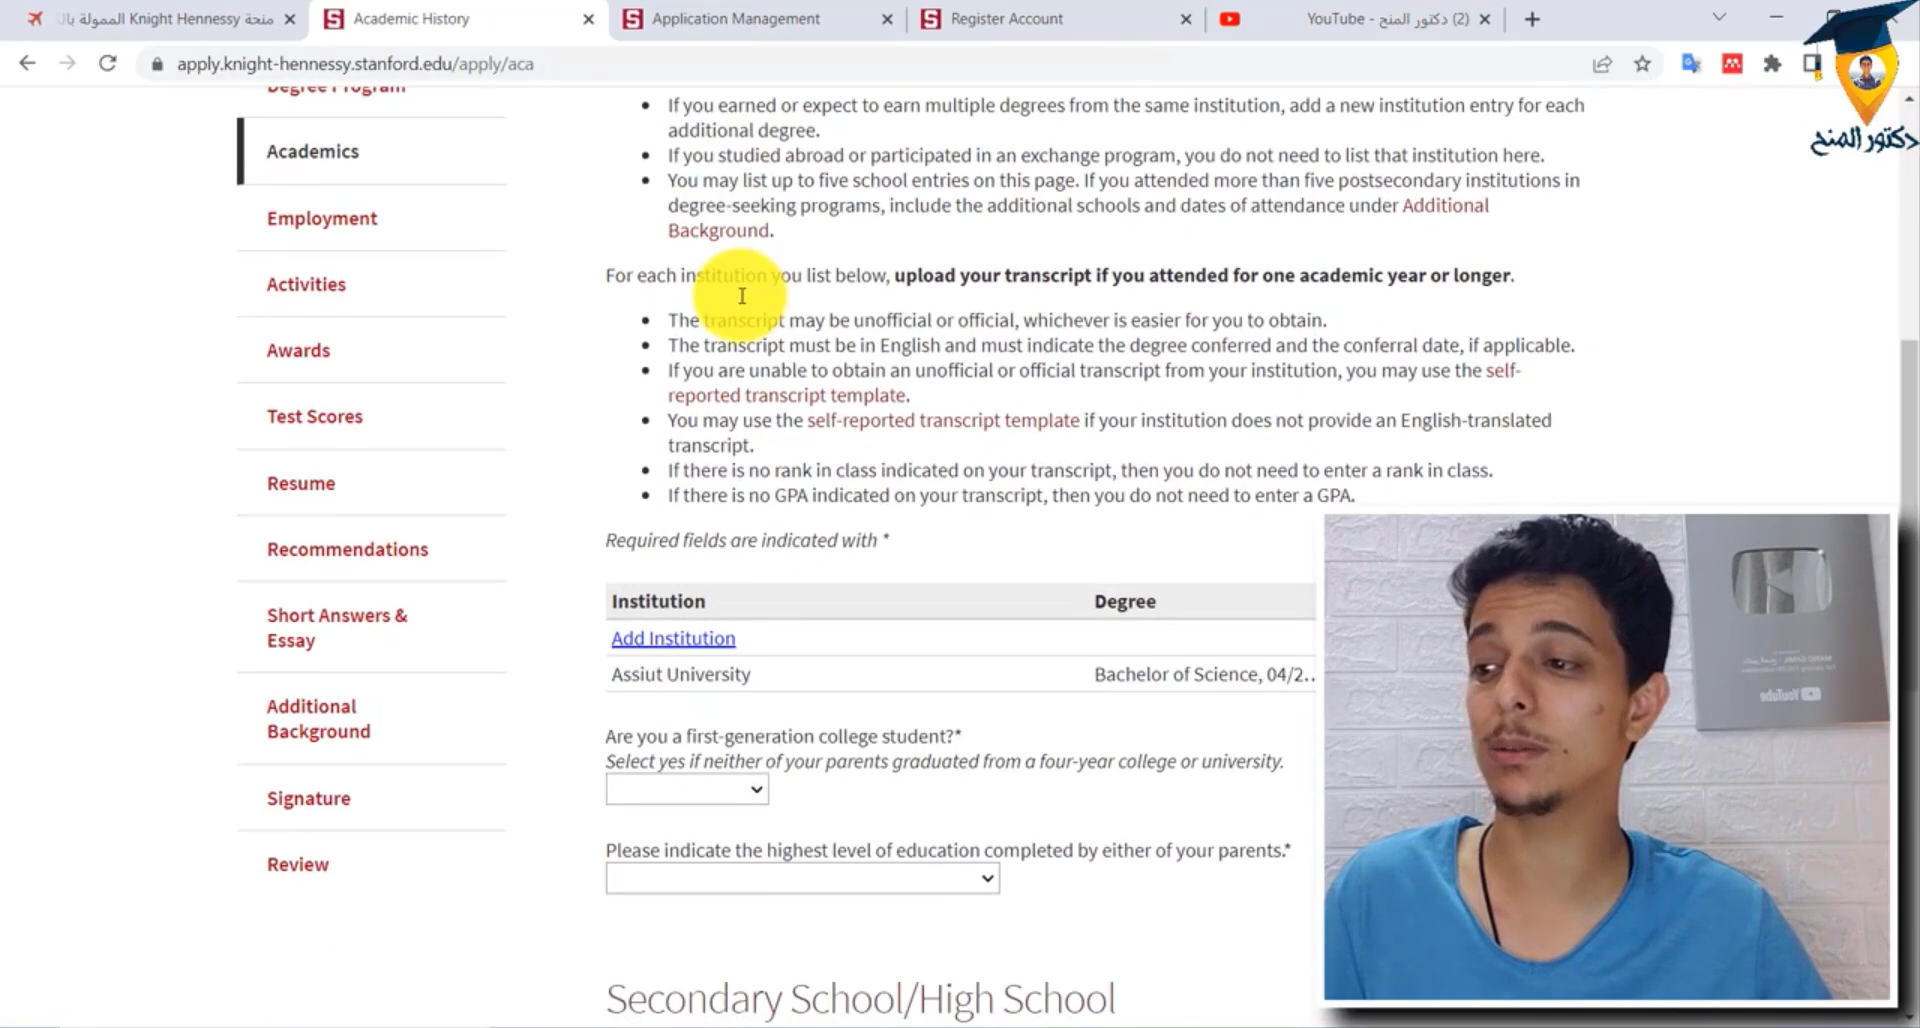 منحة Knight Hennessy الممولة بال
Academic History
Application Management
Register Account
(2) دكتور المنح - YouTube
apply.knight-hennessy.stanford.edu/apply/aca
دكتور المنح
Degree Program
Academics
Employment
Activities
Awards
Test Scores
Resume
Recommendations
Short Answers &
Essay
Additional
Background
Signature
Review
If you earned or expect to earn multiple degrees from the same institution, add a new institution entry for each
additional degree.
If you studied abroad or participated in an exchange program, you do not need to list that institution here.
You may list up to five school entries on this page. If you attended more than five postsecondary institutions in
degree-seeking programs, include the additional schools and dates of attendance under Additional
Background.
For each institution you list below, upload your transcript if you attended for one academic year or longer.
The transcript may be unofficial or official, whichever is easier for you to obtain.
The transcript must be in English and must indicate the degree conferred and the conferral date, if applicable.
If you are unable to obtain an unofficial or official transcript from your institution, you may use the self-
reported transcript template.
You may use the self-reported transcript template if your institution does not provide an English-translated
transcript.
If there is no rank in class indicated on your transcript, then you do not need to enter a rank in class.
If there is no GPA indicated on your transcript, then you do not need to enter a GPA.
Required fields are indicated with *
Institution Degree
Add Institution
Assiut University Bachelor of Science, 04/2..
Are you a first-generation college student?*
Select yes if neither of your parents graduated from a four-year college or university.
Please indicate the highest level of education completed by either of your parents.*
Secondary School/High School
YouTube